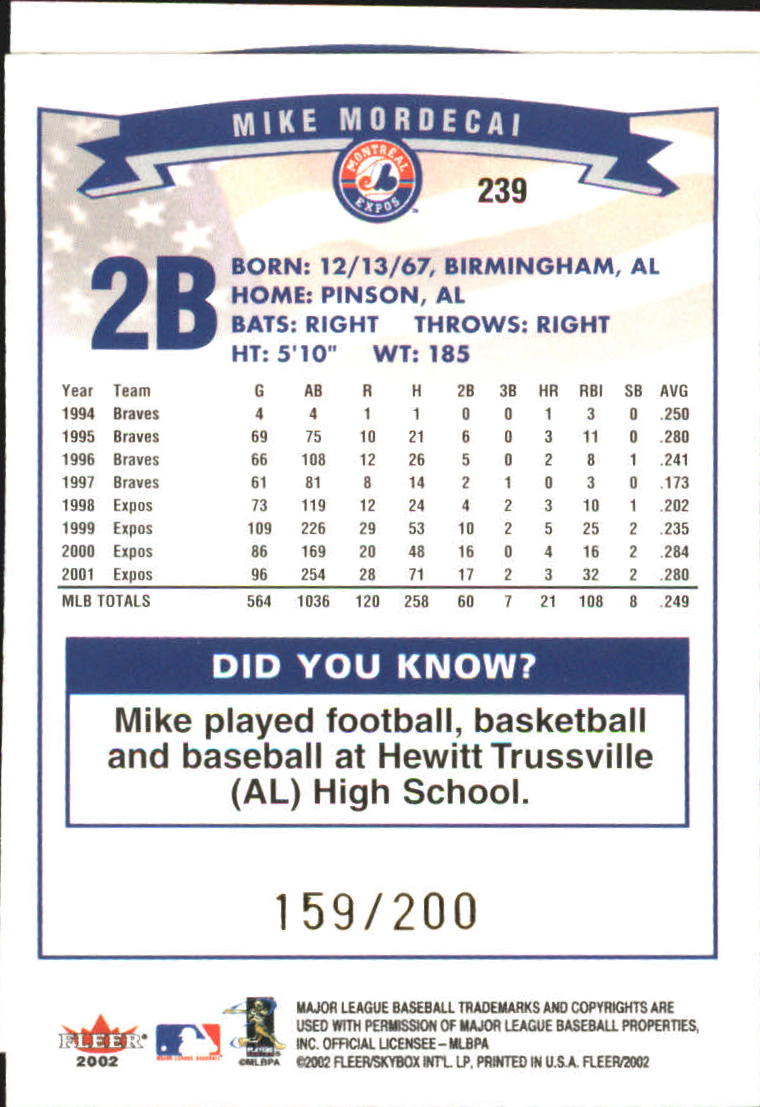 MIKE MORDECAI
MONTREAL
EXPOS
™
239
2B
BORN: 12/13/67, BIRMINGHAM, AL
HOME: PINSON, AL
BATS: RIGHT THROWS: RIGHT
HT: 5'10" WT: 185
Year Team G AB R H 2B 3B HR RBI SB AVG
1994 Braves 4 4 1 1 0 0 1 3 0 .250
1995 Braves 69 75 10 21 6 0 3 11 0 .280
1996 Braves 66 108 12 26 5 0 2 8 1 .241
1997 Braves 61 81 8 14 2 1 0 3 0 .173
1998 Expos 73 119 12 24 4 2 3 10 1 .202
1999 Expos 109 226 29 53 10 2 5 25 2 .235
2000 Expos 86 169 20 48 16 0 4 16 2 .284
2001 Expos 96 254 28 71 17 2 3 32 2 .280
MLB TOTALS 564 1036 120 258 60 7 21 108 8 .249
DID YOU KNOW?
Mike played football, basketball
and baseball at Hewitt Trussville
(AL) High School.
159/200
FLEER®
2002
MAJOR LEAGUE BASEBALL
PLAYERS
©MLBPA
MAJOR LEAGUE BASEBALL TRADEMARKS AND COPYRIGHTS ARE
USED WITH PERMISSION OF MAJOR LEAGUE BASEBALL PROPERTIES,
INC. OFFICIAL LICENSEE – MLBPA
©2002 FLEER/SKYBOX INT'L. LP, PRINTED IN U.S.A. FLEER/2002